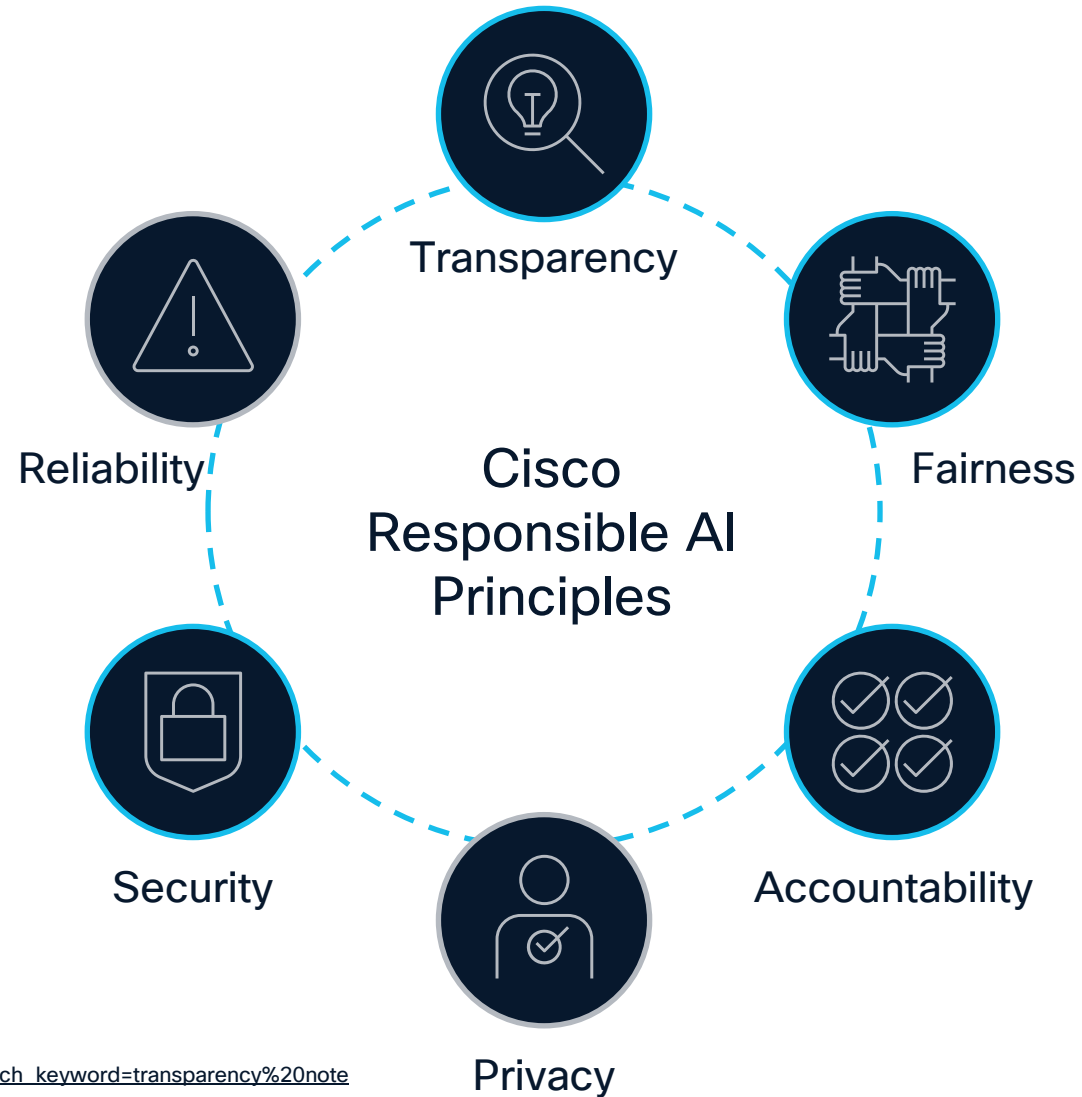 Transparency
Reliability
Fairness
Cisco
Responsible AI
Principles
Security
Accountability
Privacy
ch_keyword=transparency%20note